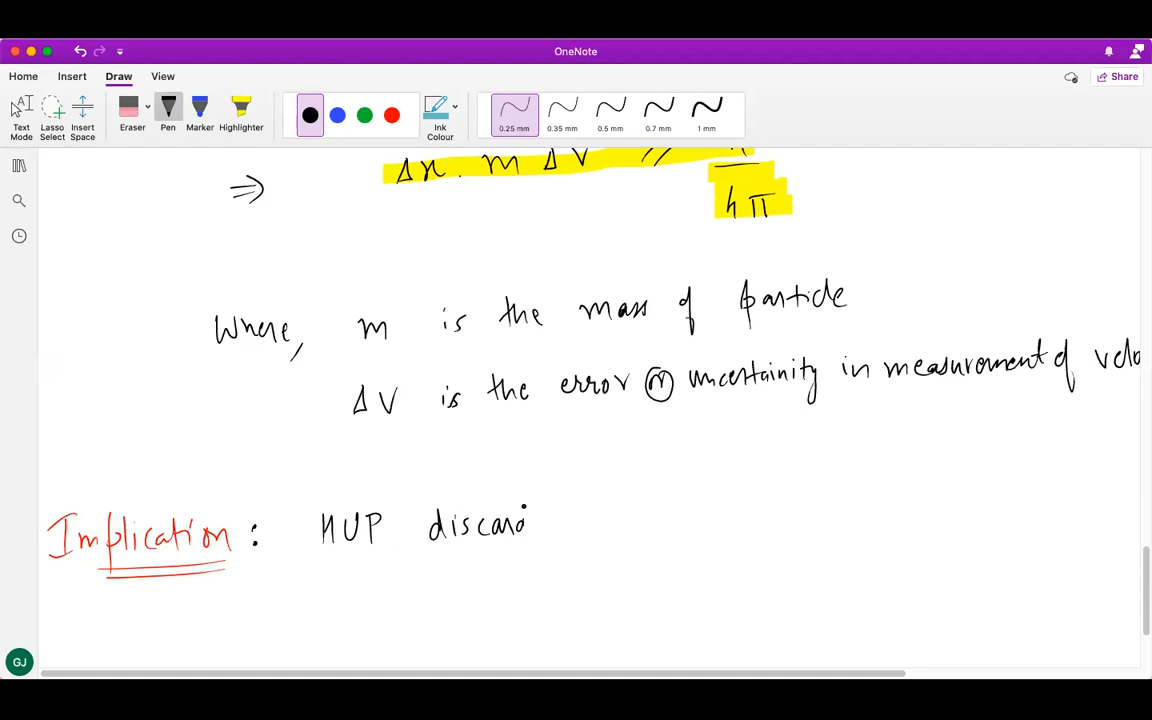 OneNote
Home Insert Draw View Share
Text Mode Lasso Select Insert Space Eraser Pen Marker Highlighter Ink Colour 0.25 mm 0.35 mm 0.5 mm 0.7 mm 1 mm
⇒ Δx. m ΔV ≥
4π
Where, m is the mass of particle
ΔV is the error or uncertainity in measurement of velo
Implication : HUP discard
GJ